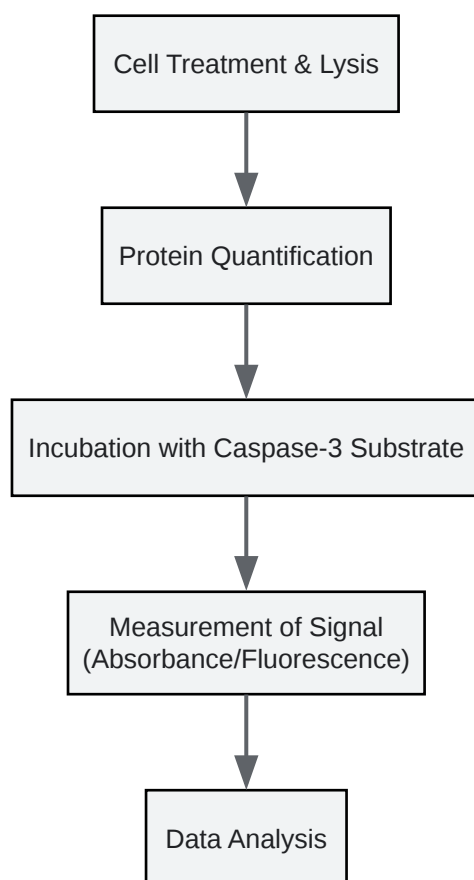 Cell Treatment & Lysis
Protein Quantification
Incubation with Caspase-3 Substrate
Measurement of Signal
(Absorbance/Fluorescence)
Data Analysis